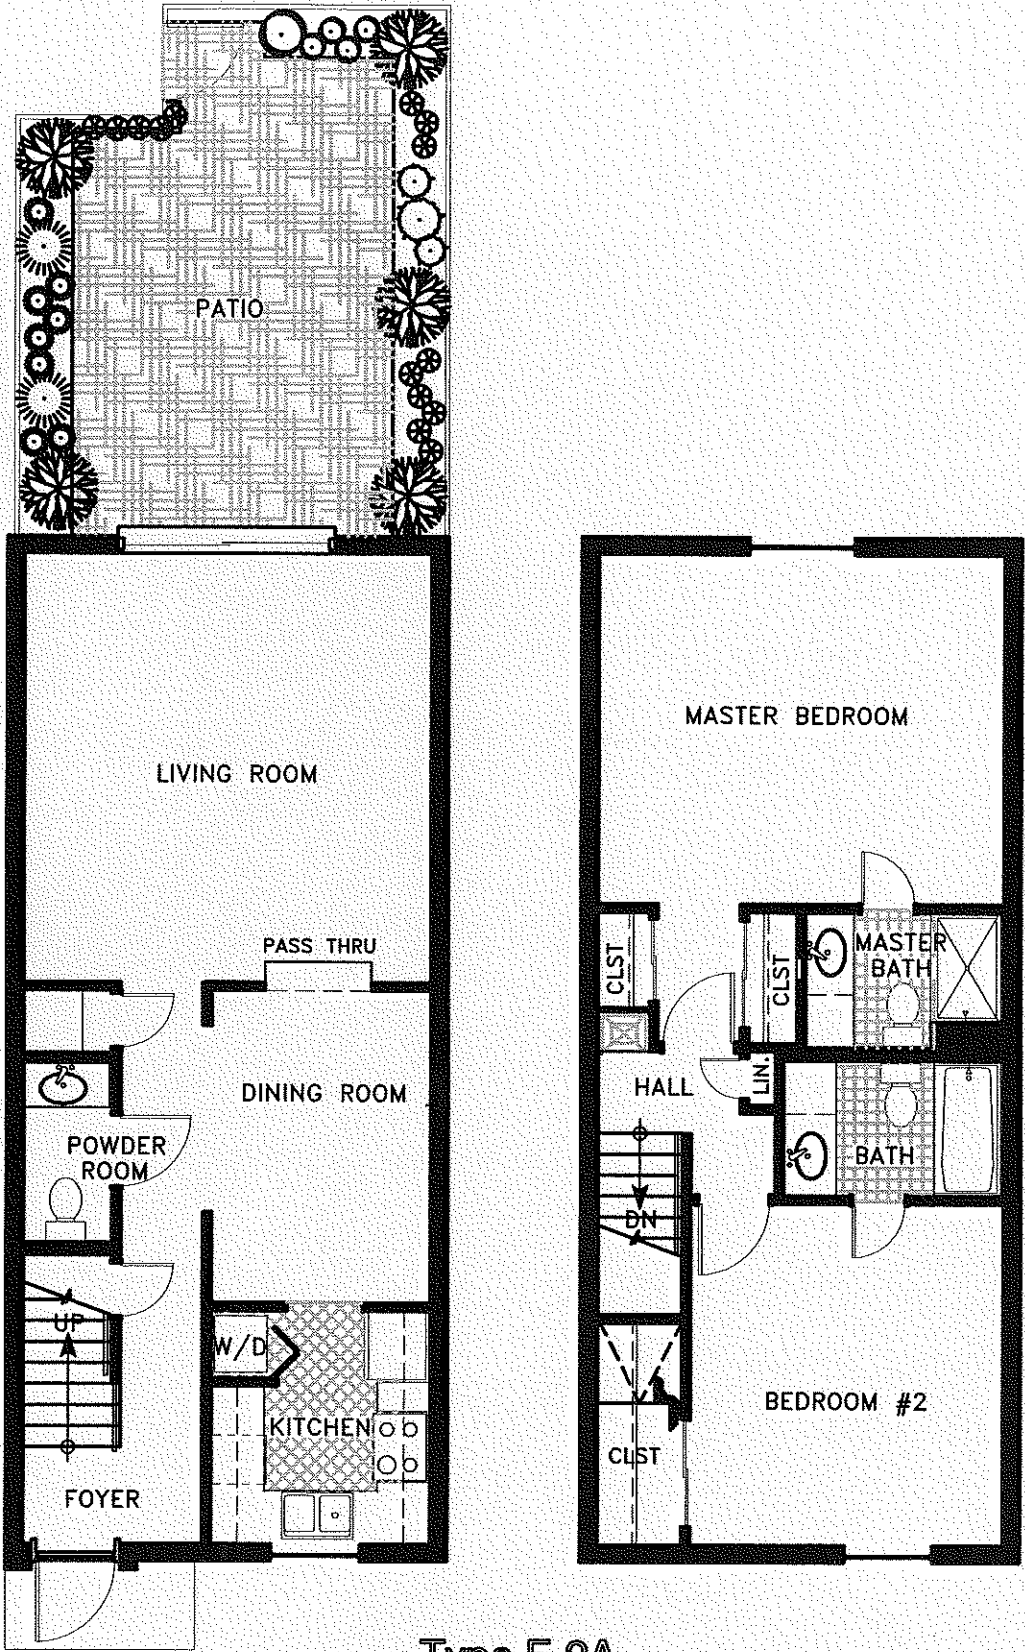 PATIO
LIVING ROOM
PASS THRU
DINING ROOM
POWDER
ROOM
UP
W/D
KITCHEN
FOYER
MASTER BEDROOM
CLST
CLST
MASTER
BATH
HALL
LIN.
BATH
DN
BEDROOM #2
CLST